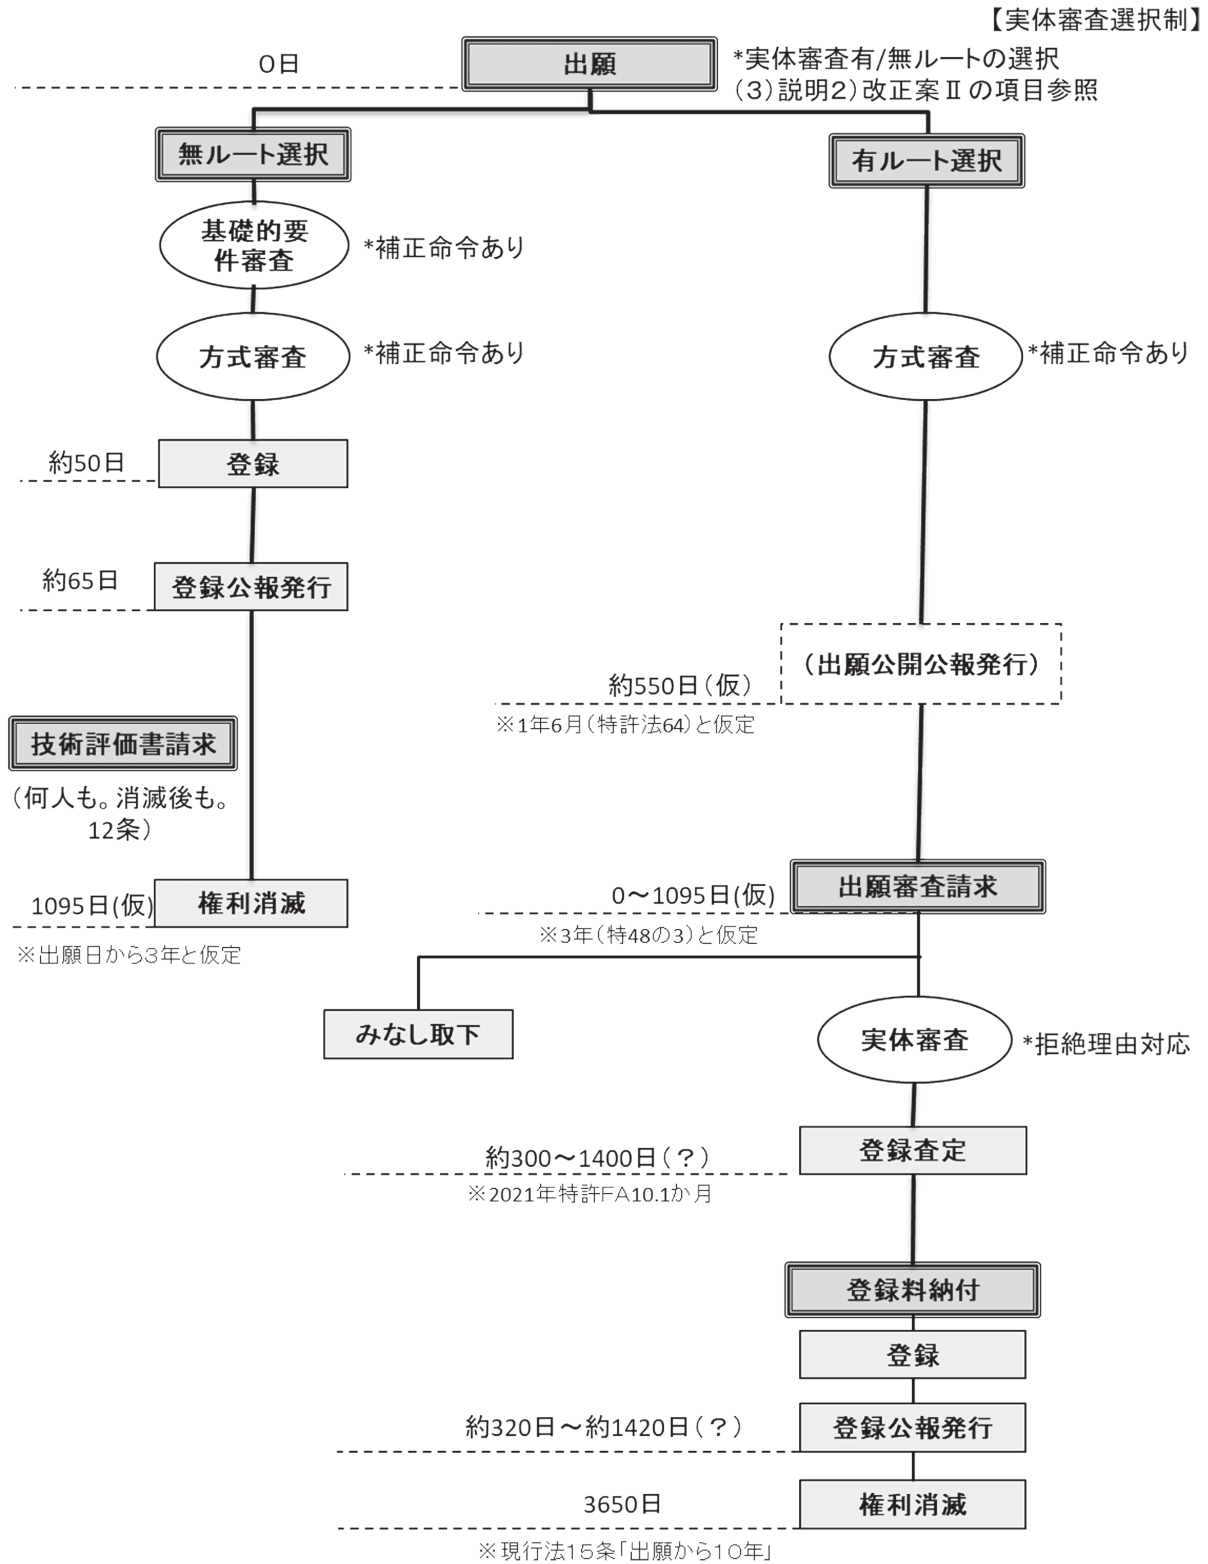 【実体審査選択制】
0日
出願
*実体審査有/無ルートの選択
(3)説明2)改正案Ⅱの項目参照
無ルート選択
有ルート選択
基礎的要
件審査
*補正命令あり
方式審査
*補正命令あり
方式審査
*補正命令あり
約50日
登録
約65日
登録公報発行
(出願公開公報発行)
約550日(仮)
※1年6月(特許法64)と仮定
技術評価書請求
(何人も。消滅後も。
12条)
1095日(仮)
権利消滅
※出願日から3年と仮定
0～1095日(仮)
出願審査請求
※3年(特48の3)と仮定
みなし取下
実体審査
*拒絶理由対応
約300～1400日(？)
登録査定
※2021年特許FA10.1か月
登録料納付
登録
約320日～約1420日(？)
登録公報発行
3650日
権利消滅
※現行法15条「出願から10年」